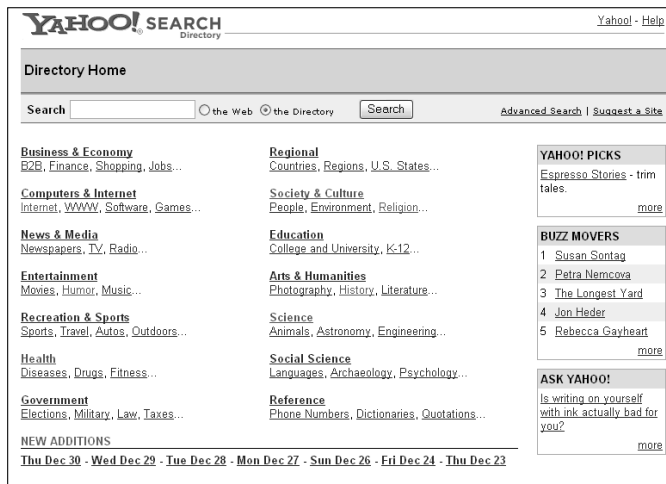 YAHOO! SEARCH
Directory
Yahoo! - Help
Directory Home
Search the Web the Directory Search Advanced Search | Suggest a Site
Business & Economy
B2B, Finance, Shopping, Jobs...
Computers & Internet
Internet, WWW, Software, Games...
News & Media
Newspapers, TV, Radio...
Entertainment
Movies, Humor, Music...
Recreation & Sports
Sports, Travel, Autos, Outdoors...
Health
Diseases, Drugs, Fitness...
Government
Elections, Military, Law, Taxes...
Regional
Countries, Regions, U.S. States...
Society & Culture
People, Environment, Religion...
Education
College and University, K-12...
Arts & Humanities
Photography, History, Literature...
Science
Animals, Astronomy, Engineering...
Social Science
Languages, Archaeology, Psychology...
Reference
Phone Numbers, Dictionaries, Quotations...
NEW ADDITIONS
Thu Dec 30 - Wed Dec 29 - Tue Dec 28 - Mon Dec 27 - Sun Dec 26 - Fri Dec 24 - Thu Dec 23
YAHOO! PICKS
Espresso Stories - trim
tales.
more
BUZZ MOVERS
1 Susan Sontag
2 Petra Nemcova
3 The Longest Yard
4 Jon Heder
5 Rebecca Gayheart
more
ASK YAHOO!
Is writing on yourself
with ink actually bad for
you?
more